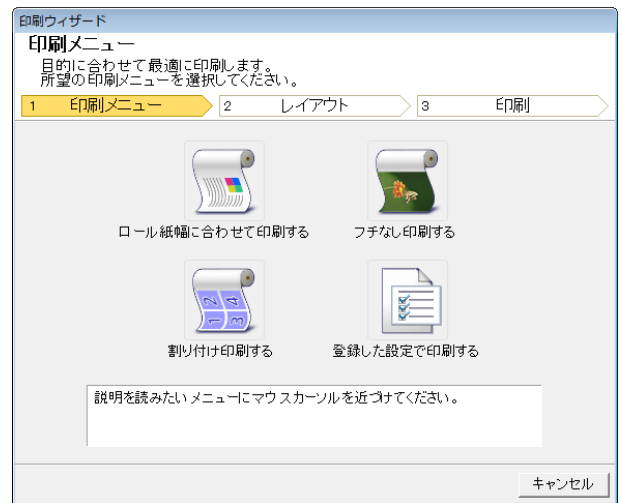 印刷ウィザード
印刷メニュー
目的に合わせて最適に印刷します。
所望の印刷メニューを選択してください。
1 印刷メニュー 2 レイアウト 3 印刷
ロール紙幅に合わせて印刷する フチなし印刷する
1 2 3 4
割り付け印刷する 登録した設定で印刷する
説明を読みたいメニューにマウスカーソルを近づけてください。
キャンセル